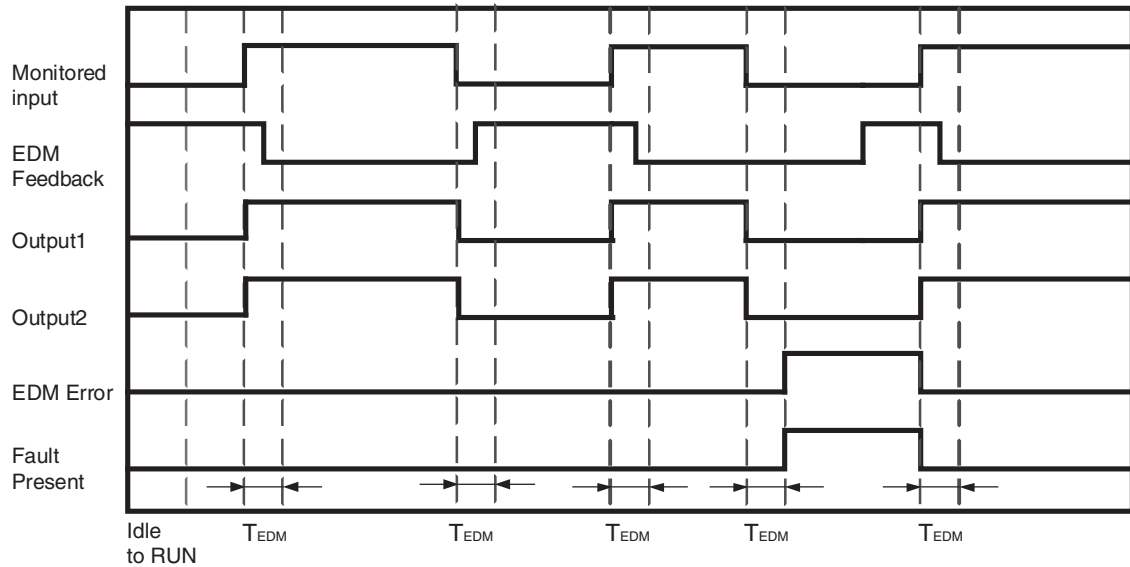 Monitored
input
EDM
Feedback
Output1
Output2
EDM Error
Fault
Present
Idle
to RUN
TEDM
TEDM
TEDM
TEDM
TEDM